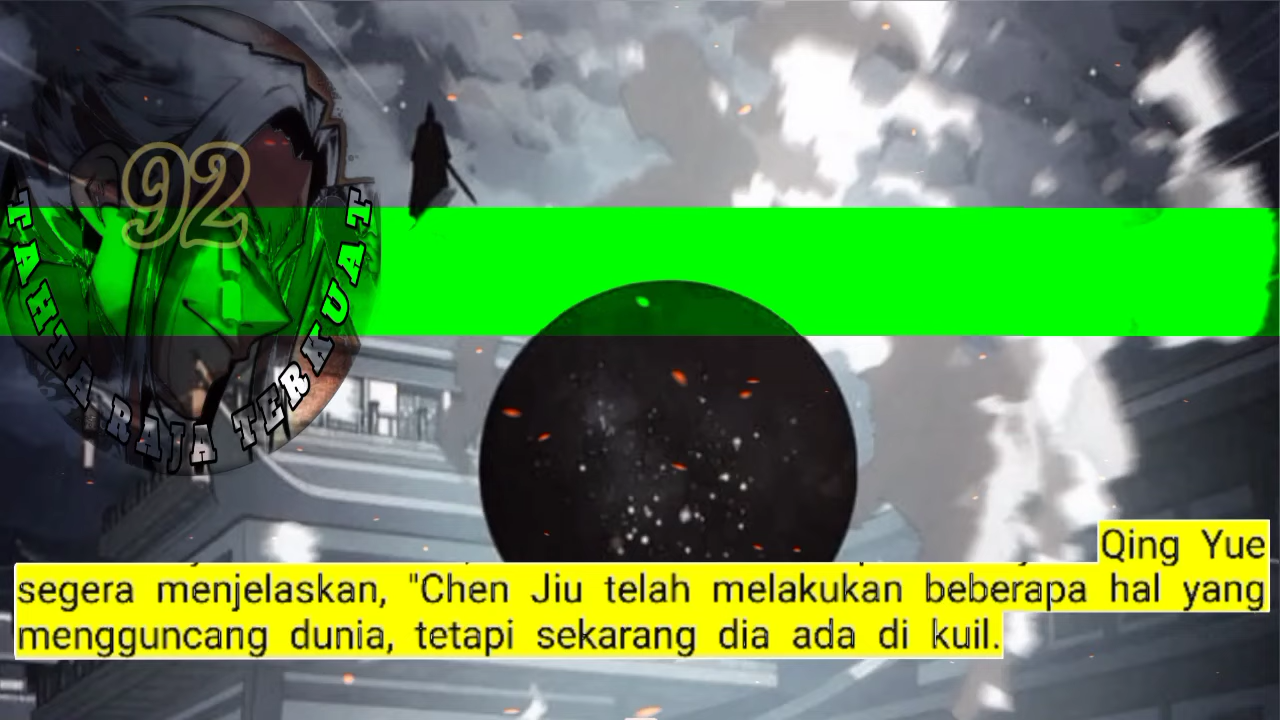 92
TAHTA RAJA TERKUAT
Qing Yue
segera menjelaskan, "Chen Jiu telah melakukan beberapa hal yang
mengguncang dunia, tetapi sekarang dia ada di kuil.